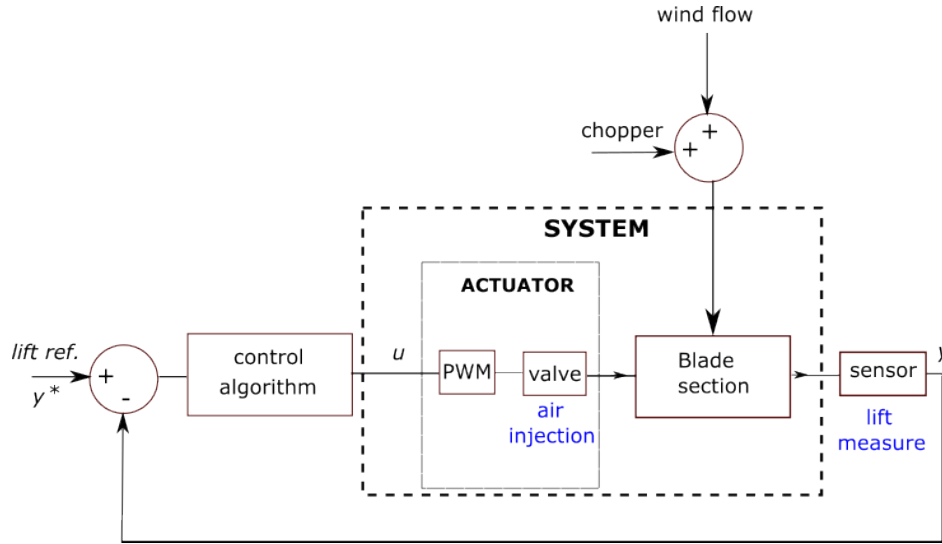 wind flow
chopper
+
+
SYSTEM
ACTUATOR
lift ref.
y*
+
-
control
algorithm
u
PWM
valve
air
injection
Blade
section
sensor
lift
measure
y